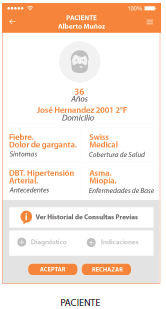 100%
PACIENTE
Alberto Muñoz
36
Años
José Hernandez 2001 2°F
Domicilio
Fiebre.
Dolor de garganta.
Síntomas
Swiss
Medical
Cobertura de Salud
DBT. Hipertensión
Arterial.
Antecedentes
Asma.
Miopía.
Enfermedades de Base
Ver Historial de Consultas Previas
Diagnóstico
Indicaciones
ACEPTAR
RECHAZAR
PACIENTE